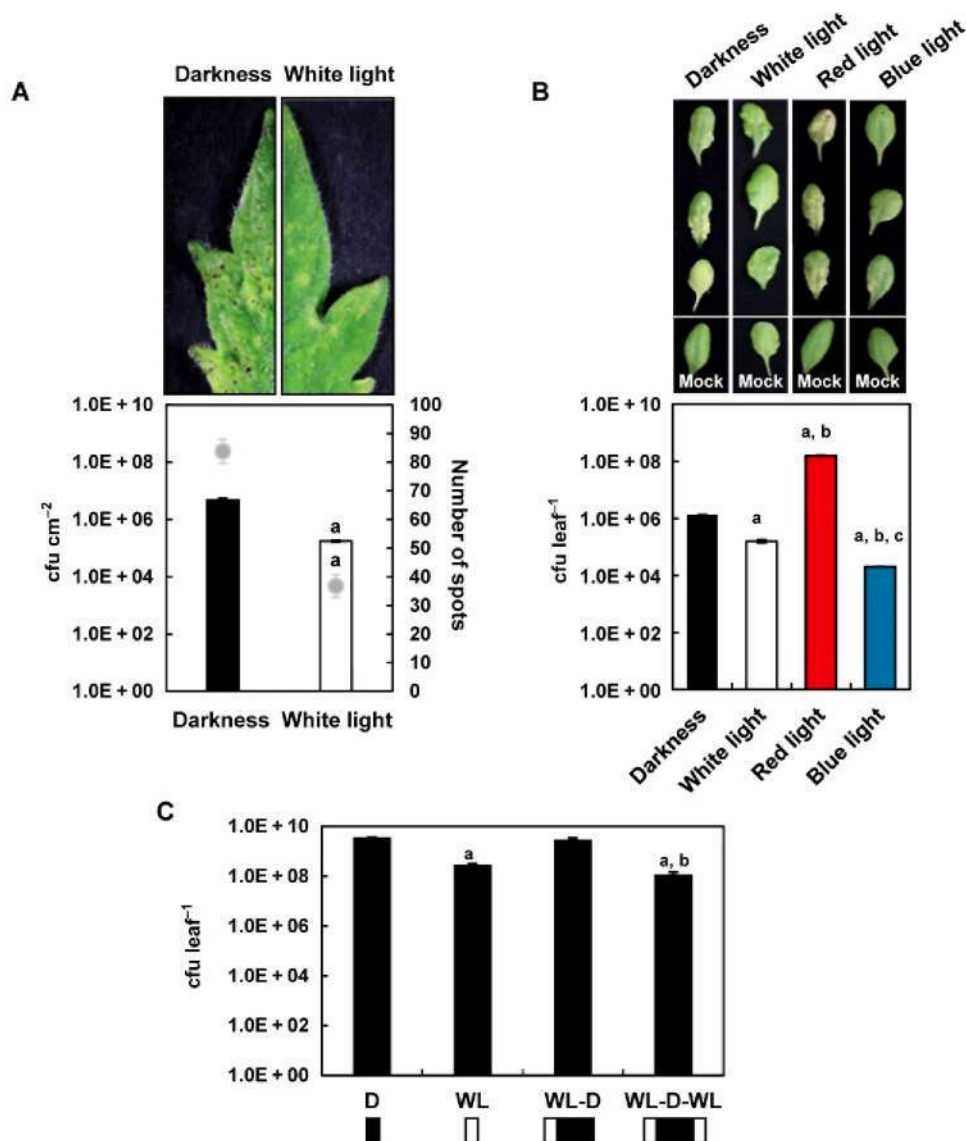 A
Darkness White light
1.0E + 10
1.0E + 08
1.0E + 06
1.0E + 04
1.0E + 02
1.0E + 00
cfu cm⁻²
a
a
100
90
80
70
60
50
40
30
20
10
0
Number of spots
Darkness White light
B
Darkness
White light
Red light
Blue light
Mock Mock Mock Mock
1.0E + 10
1.0E + 08
1.0E + 06
1.0E + 04
1.0E + 02
1.0E + 00
cfu leaf⁻¹
a
a, b
a, b, c
Darkness
White light
Red light
Blue light
C
1.0E + 10
1.0E + 08
1.0E + 06
1.0E + 04
1.0E + 02
1.0E + 00
cfu leaf⁻¹
a
a, b
D WL WL-D WL-D-WL